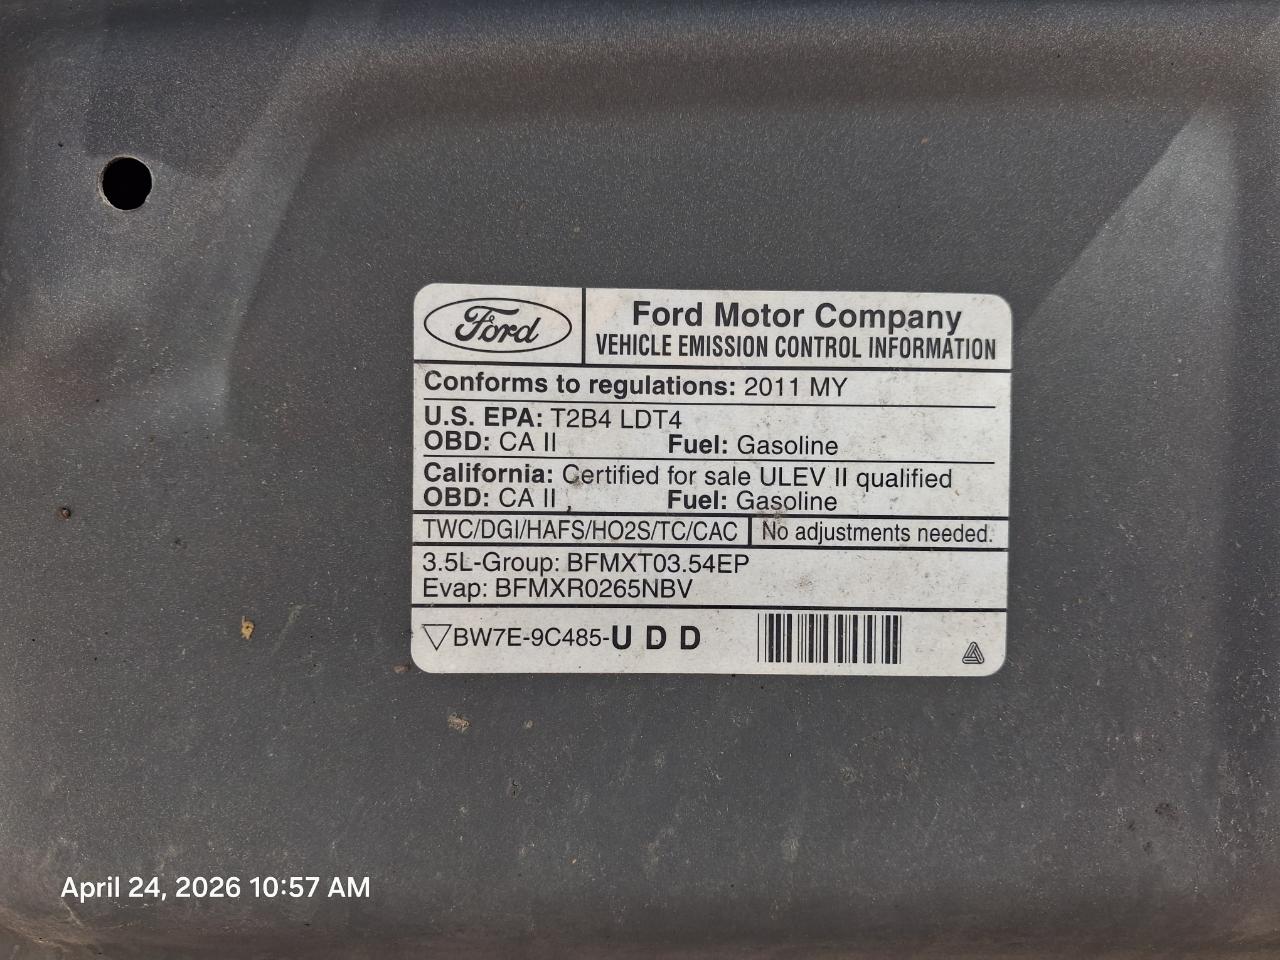 Ford
Ford Motor Company
VEHICLE EMISSION CONTROL INFORMATION
Conforms to regulations: 2011 MY
U.S. EPA: T2B4 LDT4
OBD: CA II Fuel: Gasoline
California: Certified for sale ULEV II qualified
OBD: CA II Fuel: Gasoline
TWC/DGI/HAFS/HO2S/TC/CAC No adjustments needed.
3.5L-Group: BFMXT03.54EP
Evap: BFMXR0265NBV
BW7E-9C485-U D D
April 24, 2026 10:57 AM